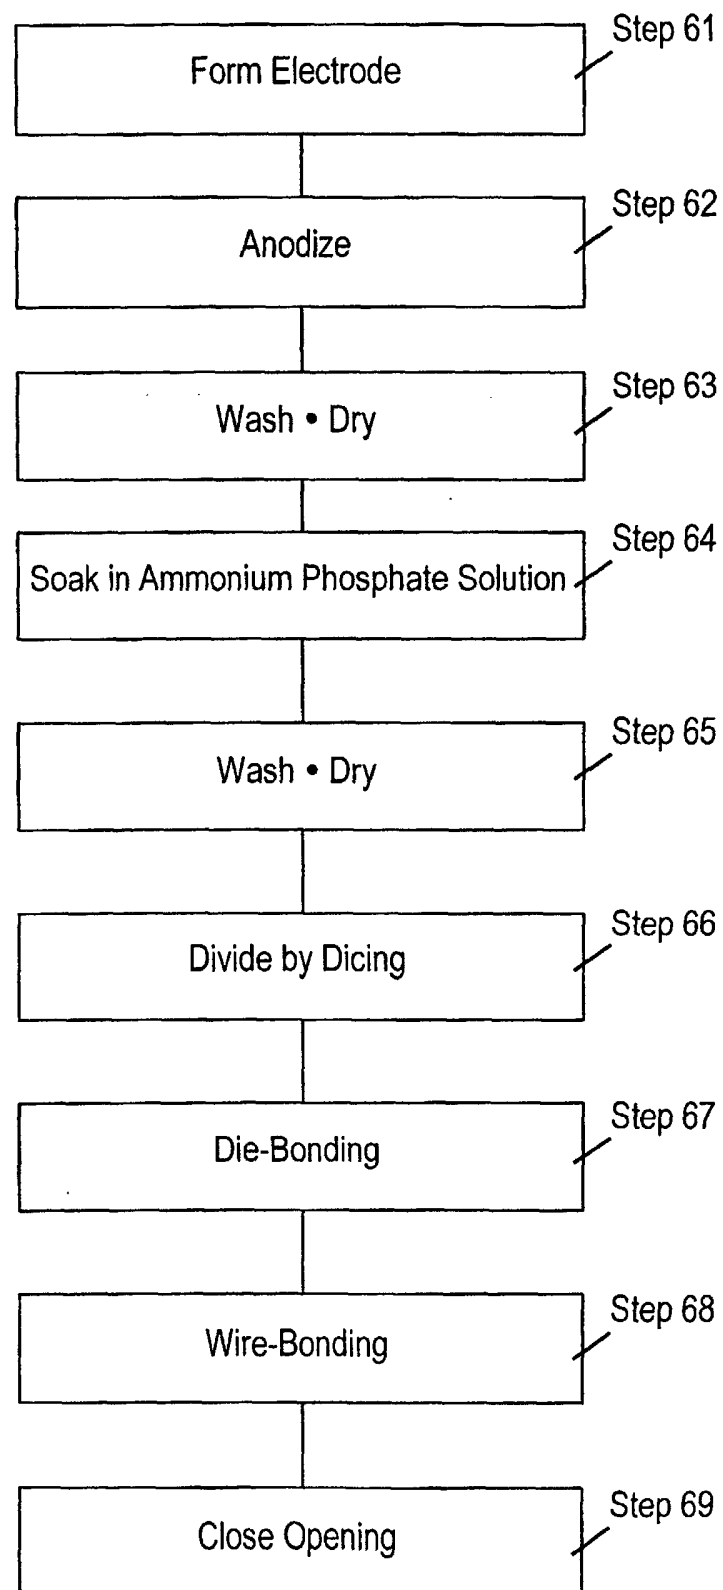 Step 61
Form Electrode
Step 62
Anodize
Step 63
Wash • Dry
Step 64
Soak in Ammonium Phosphate Solution
Step 65
Wash • Dry
Step 66
Divide by Dicing
Step 67
Die-Bonding
Step 68
Wire-Bonding
Step 69
Close Opening